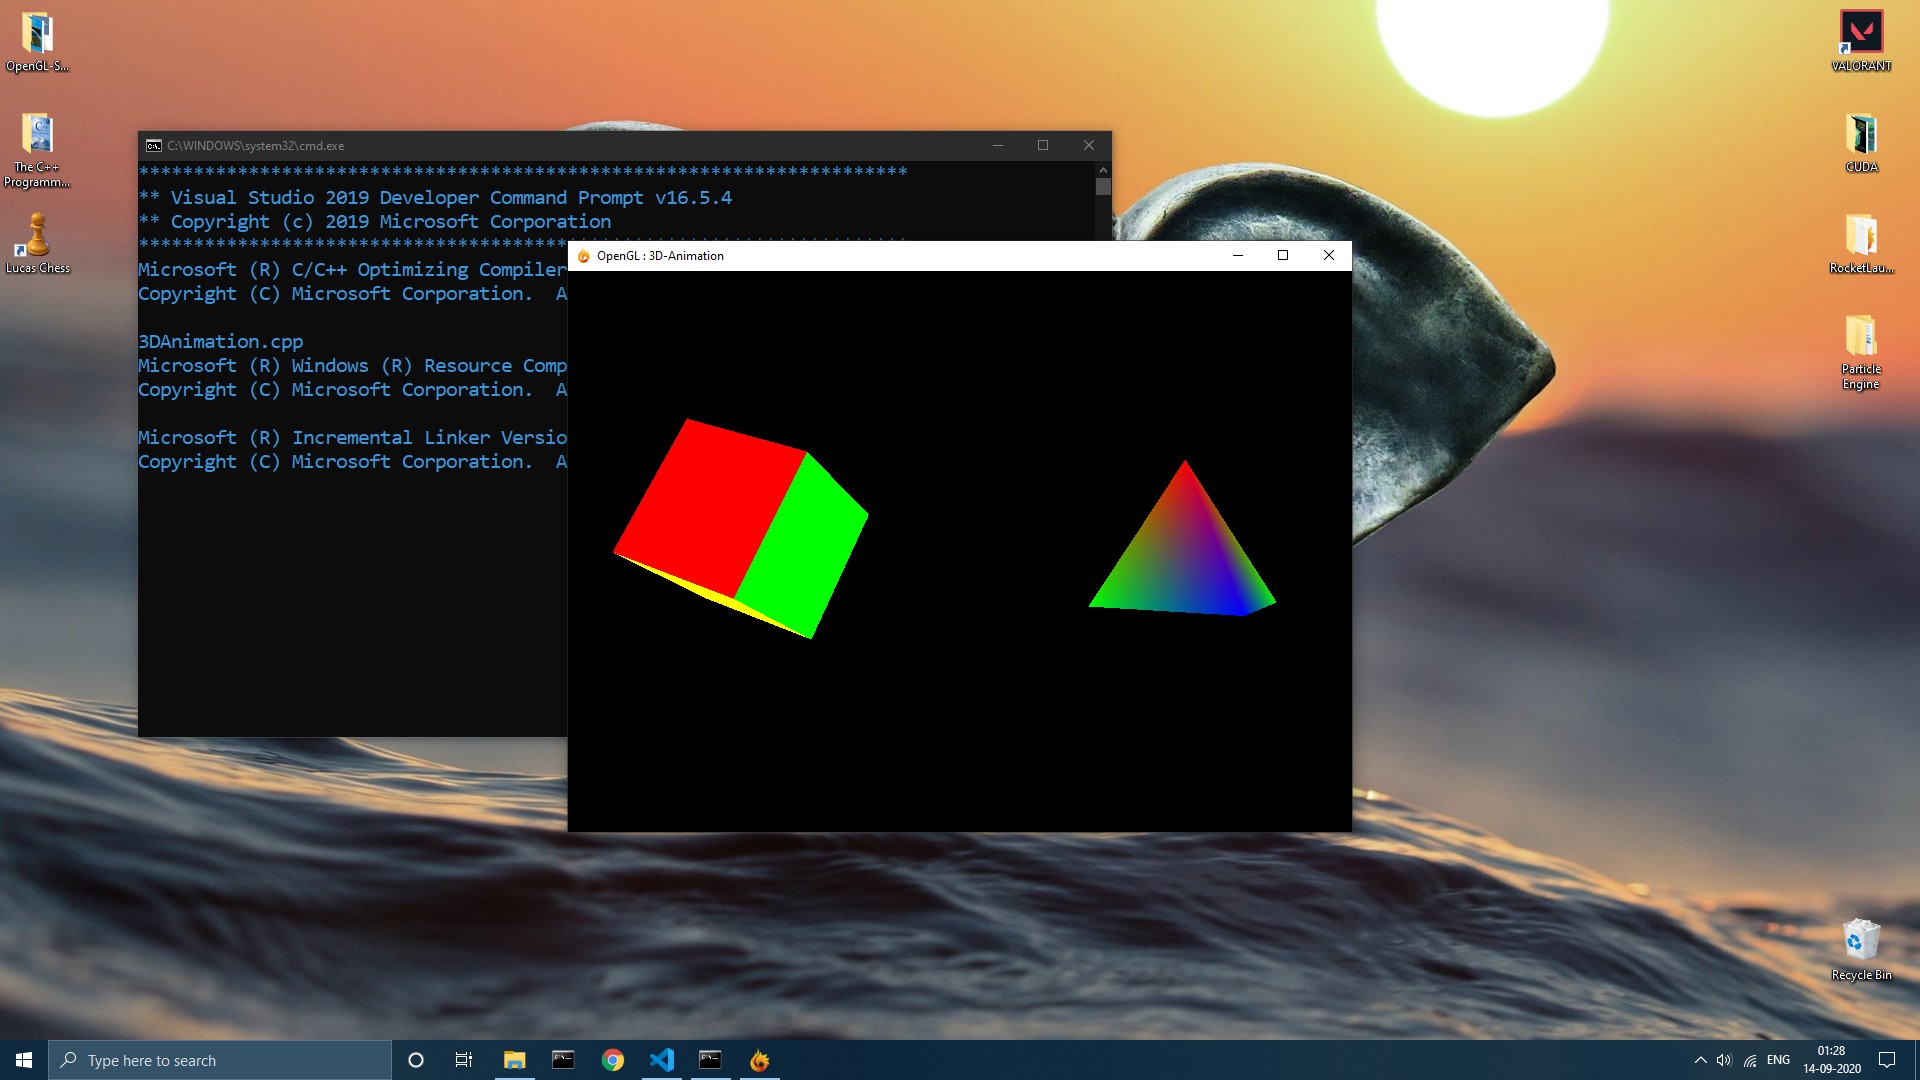 OpenGL-S...
The C++
Programm...
Lucas Chess
VALORANT
CUDA
RocketLau...
Particle
Engine
Recycle Bin
C:\WINDOWS\system32\cmd.exe
**********************************************************************
** Visual Studio 2019 Developer Command Prompt v16.5.4
** Copyright (c) 2019 Microsoft Corporation
**********************************************************************
Microsoft (R) C/C++ Optimizing Compiler
Copyright (C) Microsoft Corporation.  A
3DAnimation.cpp
Microsoft (R) Windows (R) Resource Comp
Copyright (C) Microsoft Corporation.  A
Microsoft (R) Incremental Linker Versio
Copyright (C) Microsoft Corporation.  A
OpenGL : 3D-Animation
Type here to search
ENG
01:28
14-09-2020